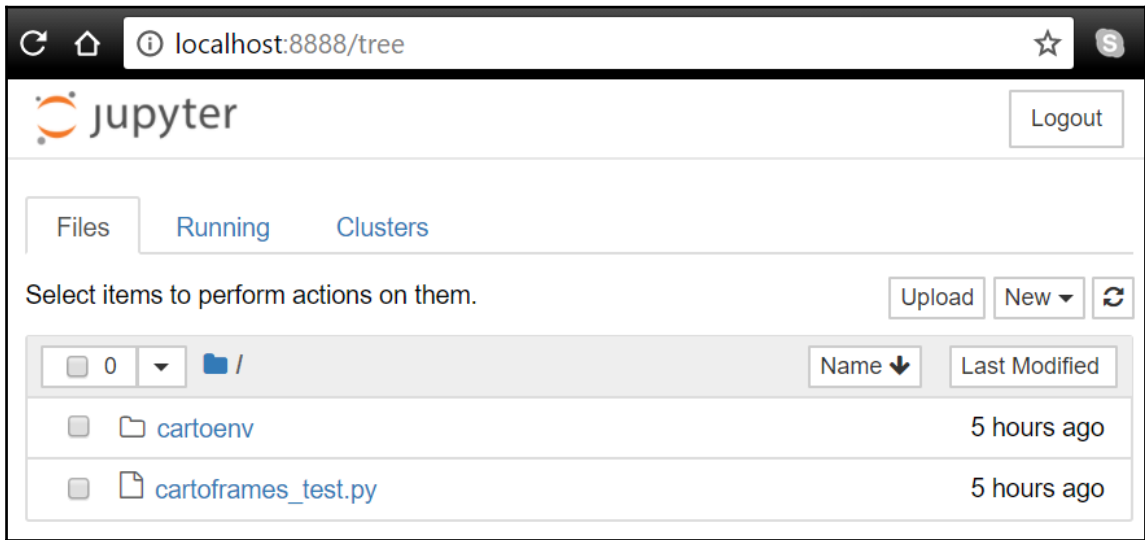 localhost:8888/tree
S
jupyter
Logout
Files Running Clusters
Select items to perform actions on them.
Upload New
0 / Name Last Modified
cartoenv 5 hours ago
cartoframes_test.py 5 hours ago